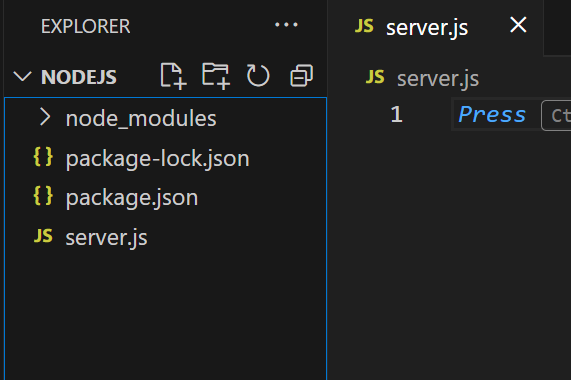 EXPLORER ...
NODEJS
node_modules
{} package-lock.json
{} package.json
JS server.js
JS server.js
JS server.js
1 Press